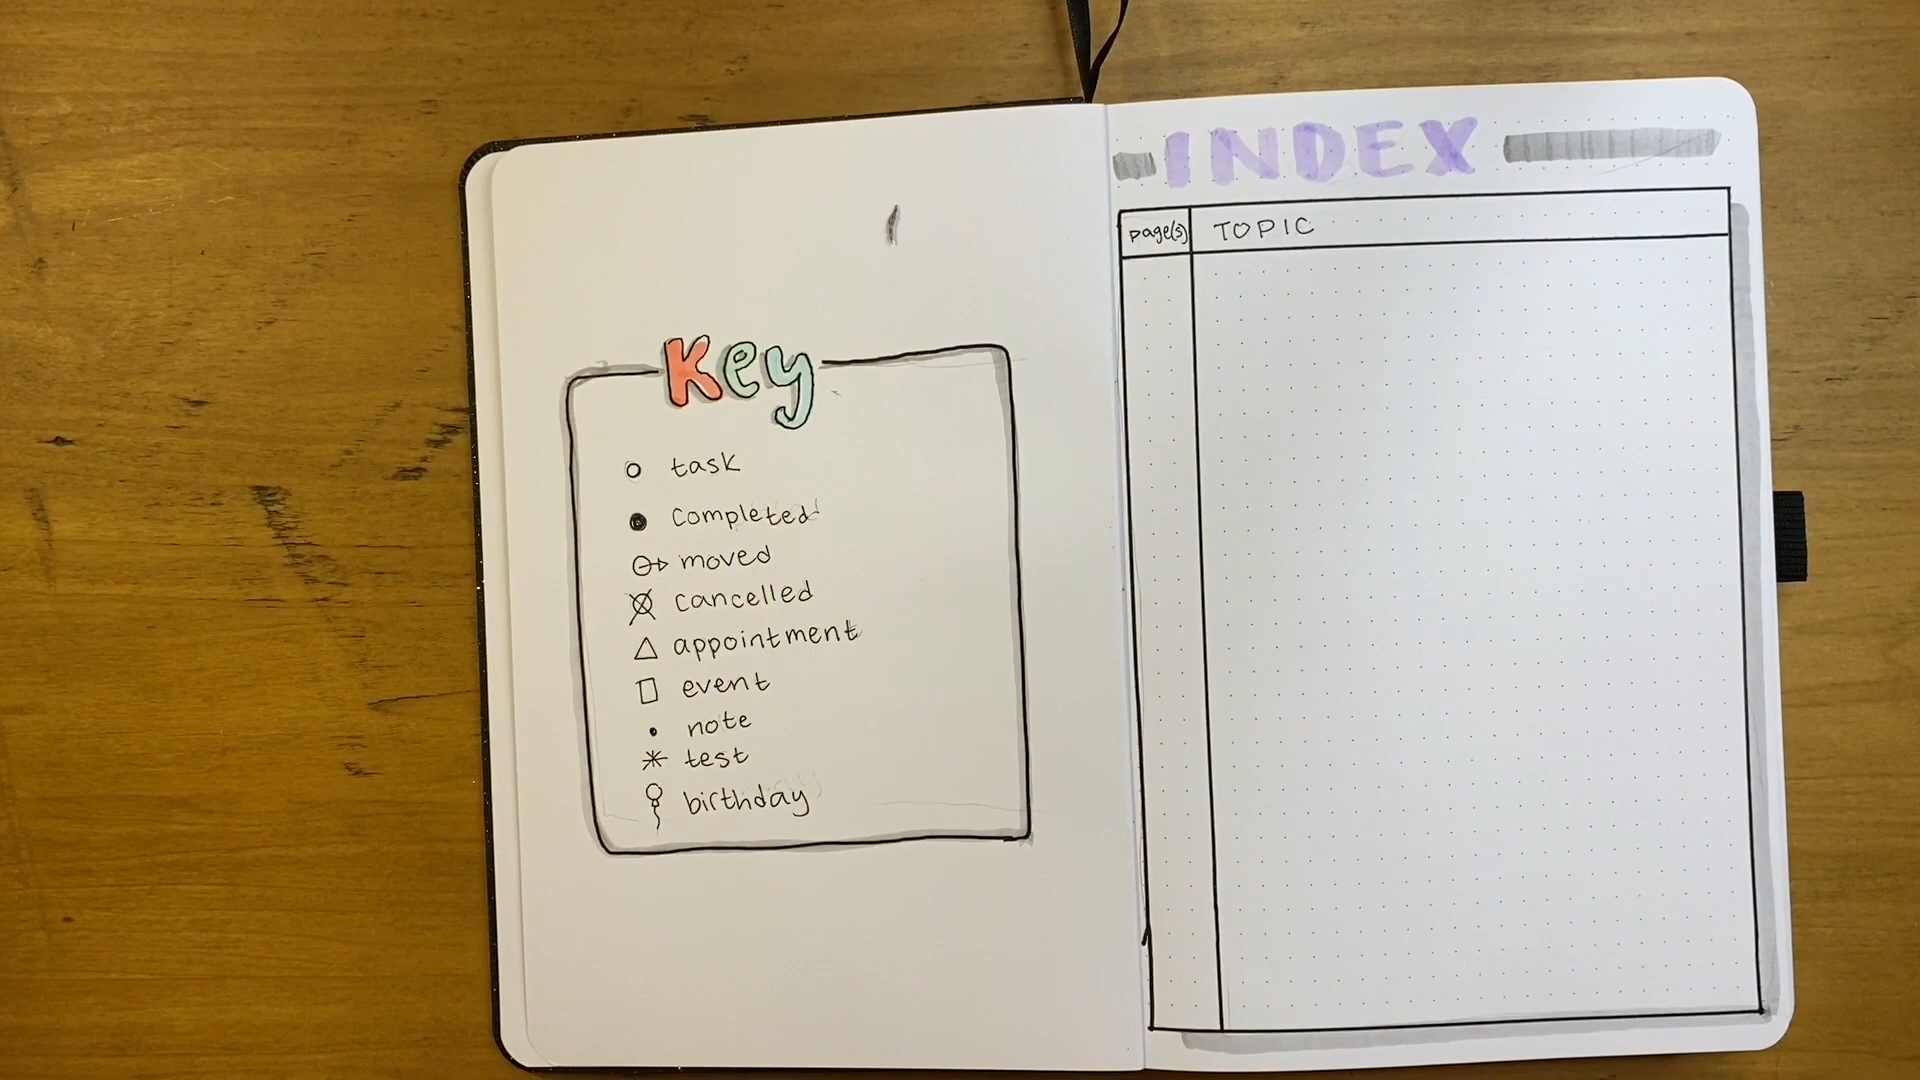 Key
task
completed
moved
cancelled
appointment
event
note
test
birthday
INDEX
page(s) TOPIC